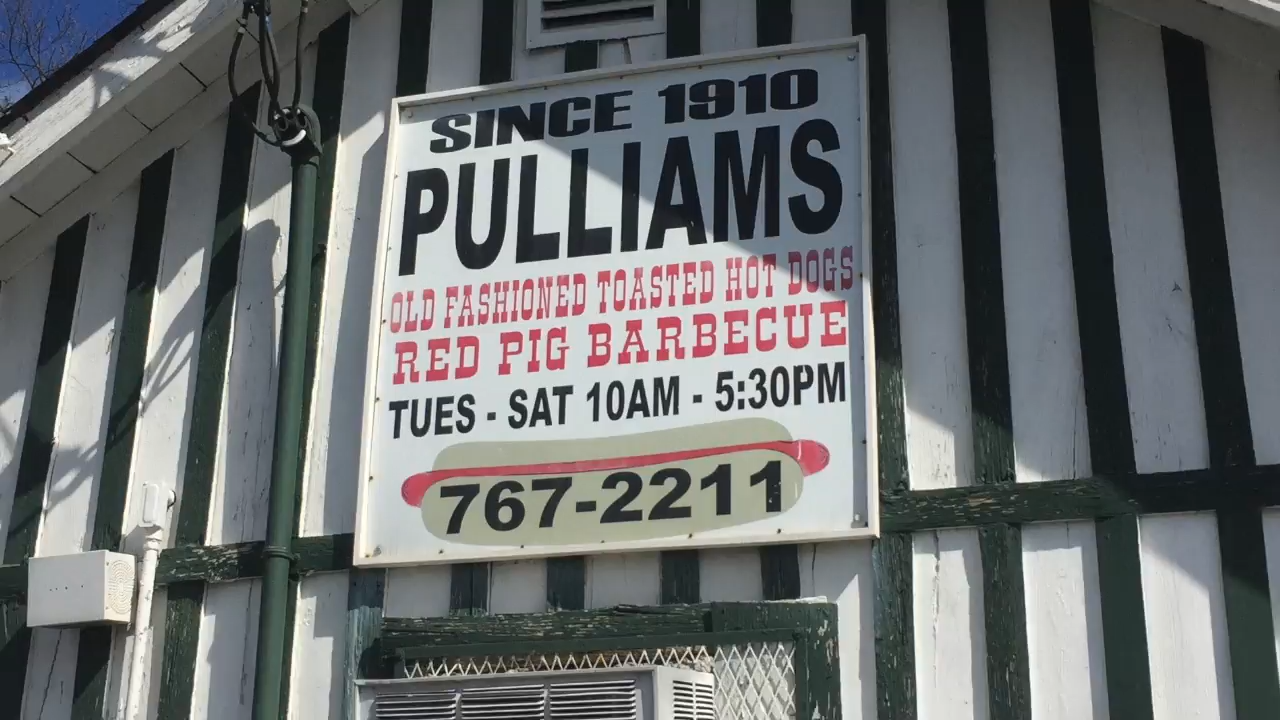 SINCE 1910
PULLIAMS
OLD FASHIONED TOASTED HOT DOGS
RED PIG BARBECUE
TUES - SAT 10AM - 5:30PM
767-2211